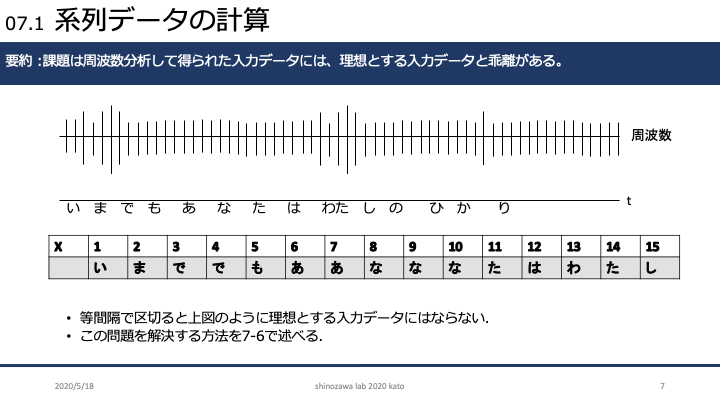 07.1 系列データの計算
要約 :課題は周波数分析して得られた入力データには、理想とする入力データと乖離がある。
周波数
t
い ま で も あ な た は わた し の ひ か り
X 1 2 3 4 5 6 7 8 9 10 11 12 13 14 15
い ま で で も あ あ な な な た は わ た し
• 等間隔で区切ると上図のように理想とする入力データにはならない.
• この問題を解決する方法を7-6で述べる.
2020/5/18 shinozawa lab 2020 kato 7